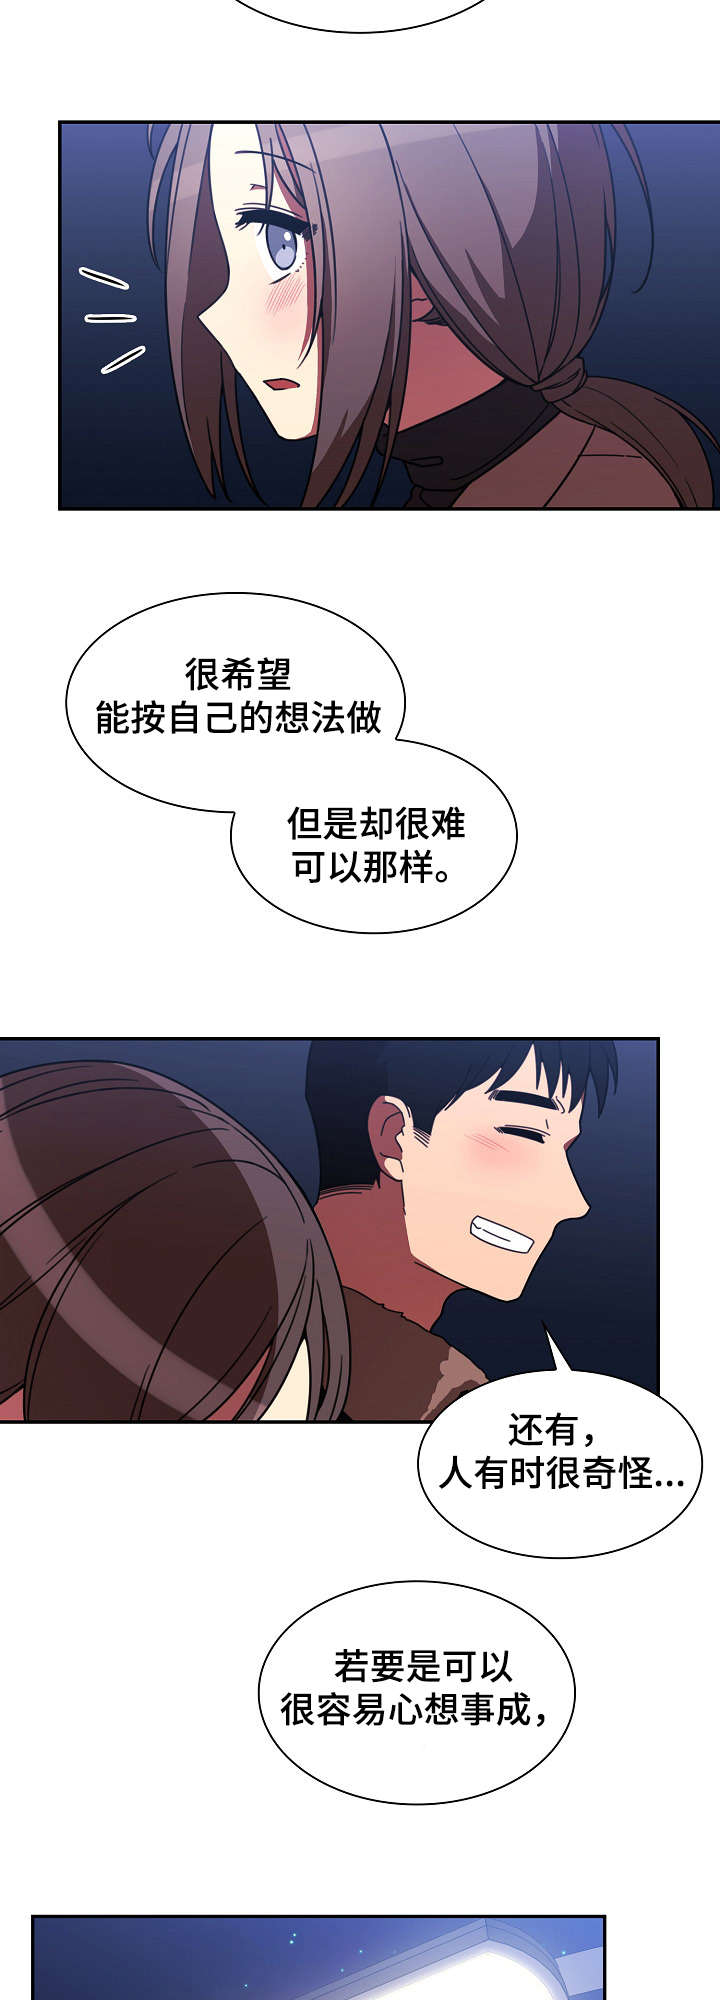 很希望
能按自己的想法做
但是却很难
可以那样。
还有，
人有时很奇怪...
若要是可以
很容易心想事成，